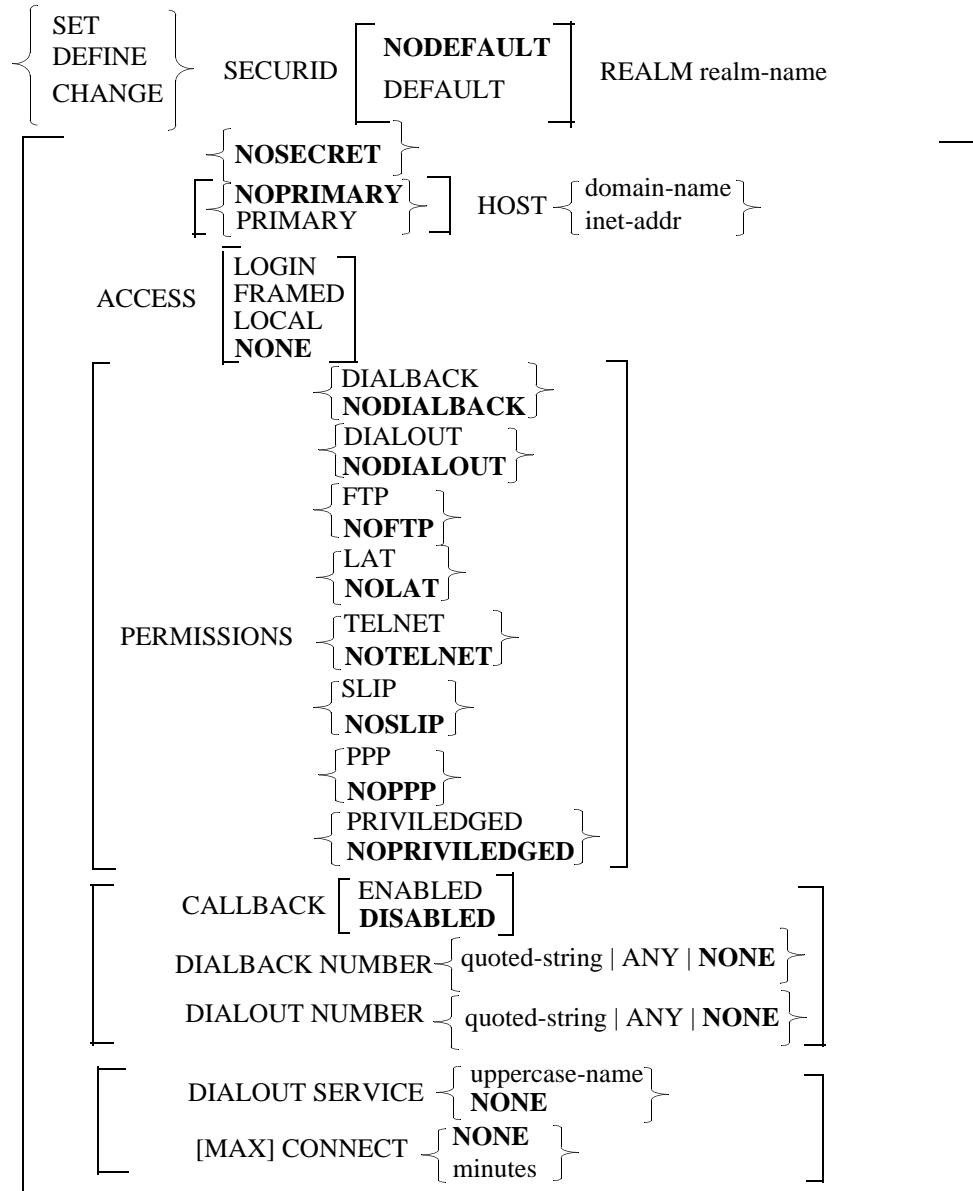 SET
DEFINE
CHANGE
SECURID
NODEFAULT
DEFAULT
REALM realm-name
NOSECRET
NOPRIMARY
PRIMARY
HOST
domain-name
inet-addr
ACCESS
LOGIN
FRAMED
LOCAL
NONE
PERMISSIONS
DIALBACK
NODIALBACK
DIALOUT
NODIALOUT
FTP
NOFTP
LAT
NOLAT
TELNET
NOTELNET
SLIP
NOSLIP
PPP
NOPPP
PRIVILEDGED
NOPRIVILEDGED
CALLBACK
ENABLED
DISABLED
DIALBACK NUMBER
quoted-string | ANY | NONE
DIALOUT NUMBER
quoted-string | ANY | NONE
DIALOUT SERVICE
uppercase-name
NONE
[MAX] CONNECT
NONE
minutes